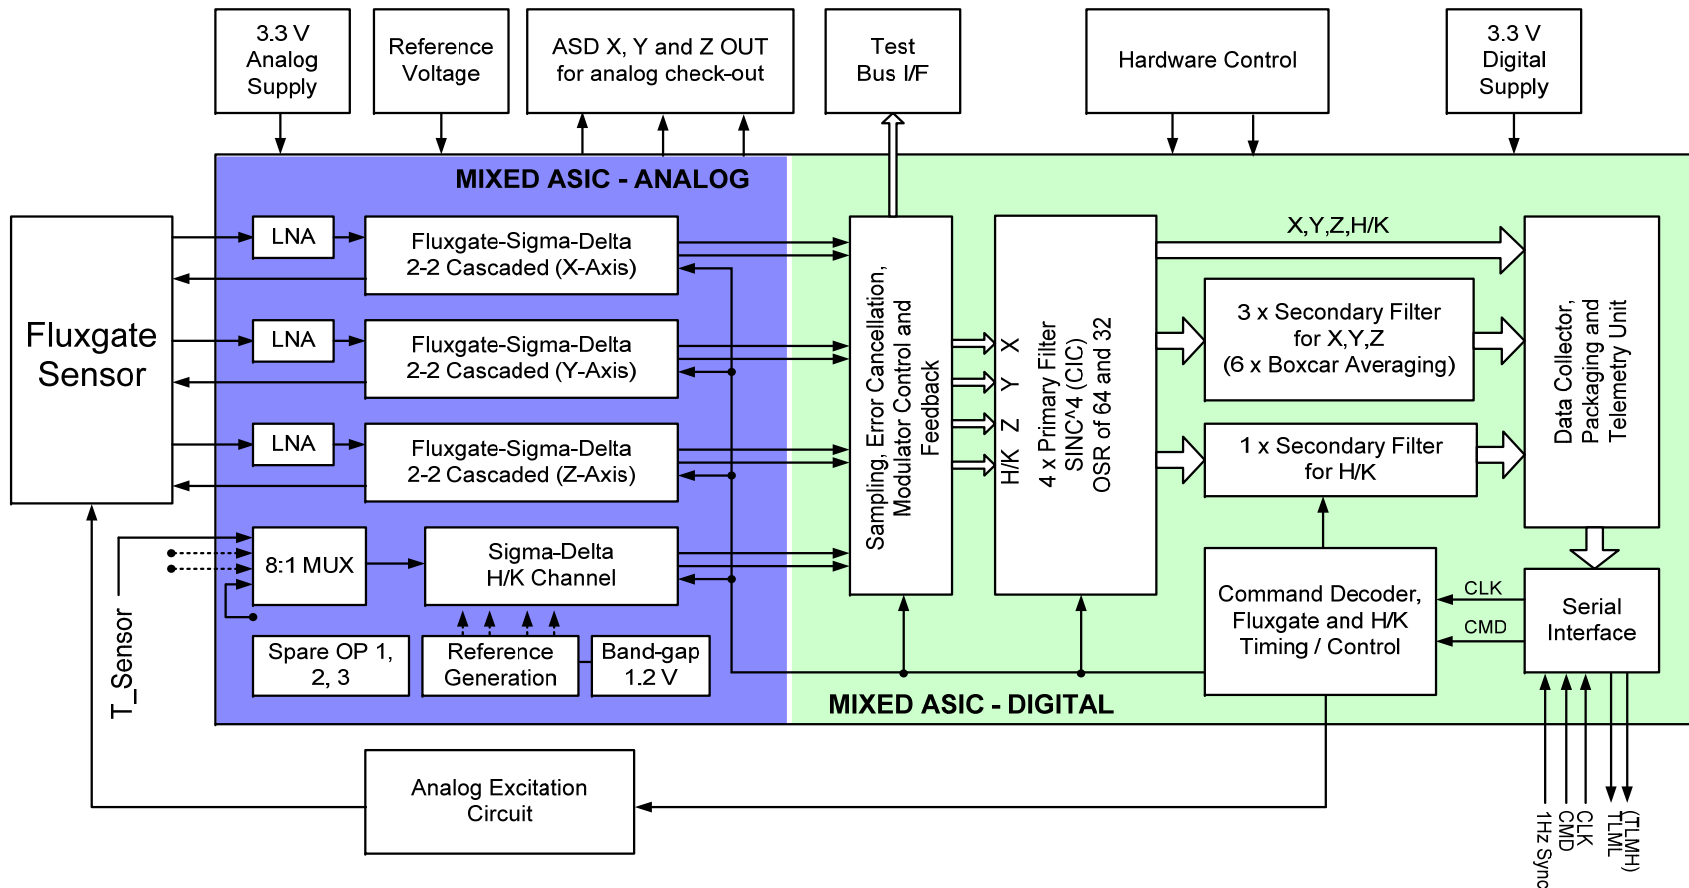 3.3 V
Analog
Supply
Reference
Voltage
ASD X, Y and Z OUT
for analog check-out
Test
Bus I/F
Hardware Control
3.3 V
Digital
Supply
MIXED ASIC - ANALOG
Fluxgate
Sensor
LNA
Fluxgate-Sigma-Delta
2-2 Cascaded (X-Axis)
LNA
Fluxgate-Sigma-Delta
2-2 Cascaded (Y-Axis)
LNA
Fluxgate-Sigma-Delta
2-2 Cascaded (Z-Axis)
8:1 MUX
Sigma-Delta
H/K Channel
T_Sensor
Spare OP 1,
2, 3
Reference
Generation
Band-gap
1.2 V
Sampling, Error Cancellation,
Modulator Control and
Feedback
H/K Z Y X
4 x Primary Filter
SINC^4 (CIC)
OSR of 64 and 32
X,Y,Z,H/K
3 x Secondary Filter
for X,Y,Z
(6 x Boxcar Averaging)
1 x Secondary Filter
for H/K
Data Collector,
Packaging and
Telemetry Unit
Command Decoder,
Fluxgate and H/K
Timing / Control
CLK
CMD
Serial
Interface
MIXED ASIC - DIGITAL
Analog Excitation
Circuit
1Hz Sync
CMD
CLK
TLML
(TLMH)